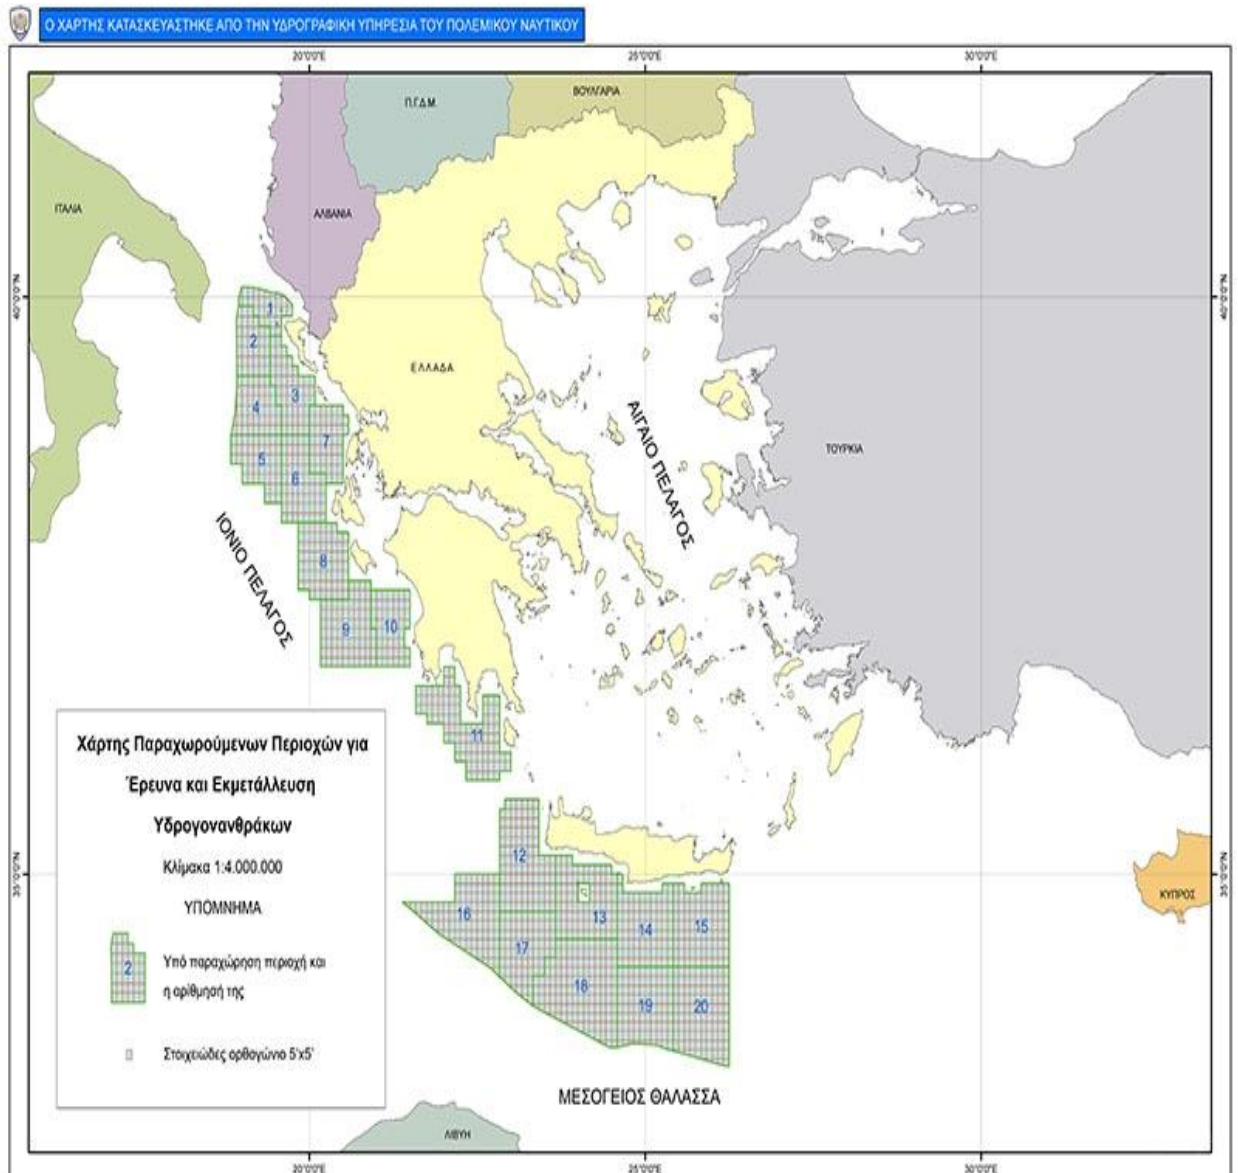 Ο ΧΑΡΤΗΣ ΚΑΤΑΣΚΕΥΑΣΤΗΚΕ ΑΠΟ ΤΗΝ ΥΔΡΟΓΡΑΦΙΚΗ ΥΠΗΡΕΣΙΑ ΤΟΥ ΠΟΛΕΜΙΚΟΥ ΝΑΥΤΙΚΟΥ
20°0'0"E
25°0'0"E
30°0'0"E
Π.Γ.Δ.Μ.
ΒΟΥΛΓΑΡΙΑ
ΙΤΑΛΙΑ
ΑΛΒΑΝΙΑ
40°0'0"N
40°0'0"N
1
2
3
4
5
6
7
8
9
10
11
ΕΛΛΑΔΑ
ΑΙΓΑΙΟ ΠΕΛΑΓΟΣ
ΤΟΥΡΚΙΑ
ΙΟΝΙΟ ΠΕΛΑΓΟΣ
Χάρτης Παραχωρούμενων Περιοχών για
Έρευνα και Εκμετάλλευση
Υδρογονανθράκων
Κλίμακα 1:4.000.000
ΥΠΟΜΝΗΜΑ
2
Υπό παραχώρηση περιοχή και
η αρίθμησή της
Στοιχειώδες ορθογώνιο 5'x5'
35°0'0"N
35°0'0"N
12
13
14
15
16
17
18
19
20
ΚΥΠΡΟΣ
ΜΕΣΟΓΕΙΟΣ ΘΑΛΑΣΣΑ
ΛΙΒΥΗ
20°0'0"E
25°0'0"E
30°0'0"E